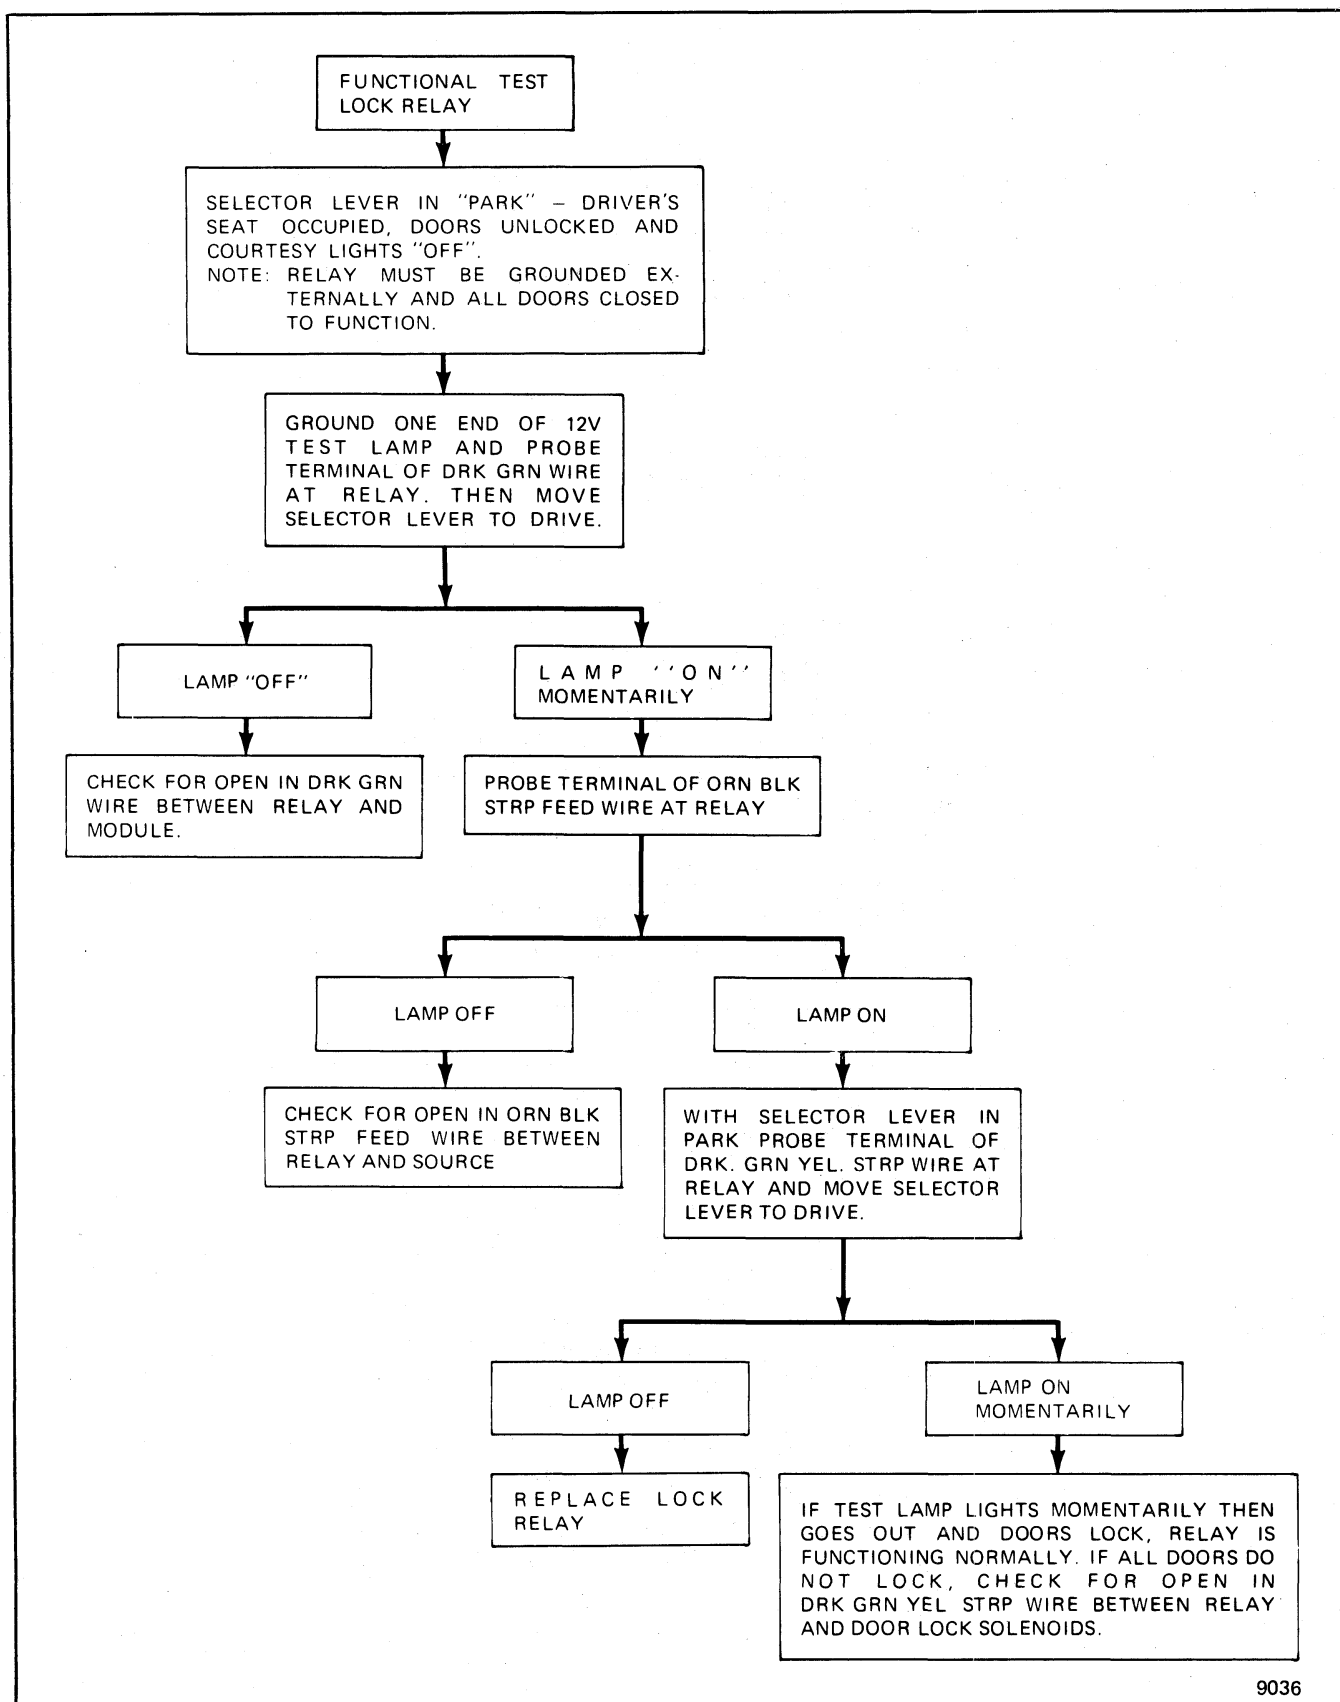 FUNCTIONAL TEST
LOCK RELAY
SELECTOR LEVER IN "PARK" – DRIVER'S
SEAT OCCUPIED, DOORS UNLOCKED AND
COURTESY LIGHTS "OFF".
NOTE: RELAY MUST BE GROUNDED EX-
TERNALLY AND ALL DOORS CLOSED
TO FUNCTION.
GROUND ONE END OF 12V
TEST LAMP AND PROBE
TERMINAL OF DRK GRN WIRE
AT RELAY. THEN MOVE
SELECTOR LEVER TO DRIVE.
LAMP "OFF"
LAMP ''ON''
MOMENTARILY
CHECK FOR OPEN IN DRK GRN
WIRE BETWEEN RELAY AND
MODULE.
PROBE TERMINAL OF ORN BLK
STRP FEED WIRE AT RELAY
LAMP OFF
LAMP ON
CHECK FOR OPEN IN ORN BLK
STRP FEED WIRE BETWEEN
RELAY AND SOURCE
WITH SELECTOR LEVER IN
PARK PROBE TERMINAL OF
DRK. GRN YEL. STRP WIRE AT
RELAY AND MOVE SELECTOR
LEVER TO DRIVE.
LAMP OFF
LAMP ON
MOMENTARILY
REPLACE LOCK
RELAY
IF TEST LAMP LIGHTS MOMENTARILY THEN
GOES OUT AND DOORS LOCK, RELAY IS
FUNCTIONING NORMALLY. IF ALL DOORS DO
NOT LOCK, CHECK FOR OPEN IN
DRK GRN YEL STRP WIRE BETWEEN RELAY
AND DOOR LOCK SOLENOIDS.
9036